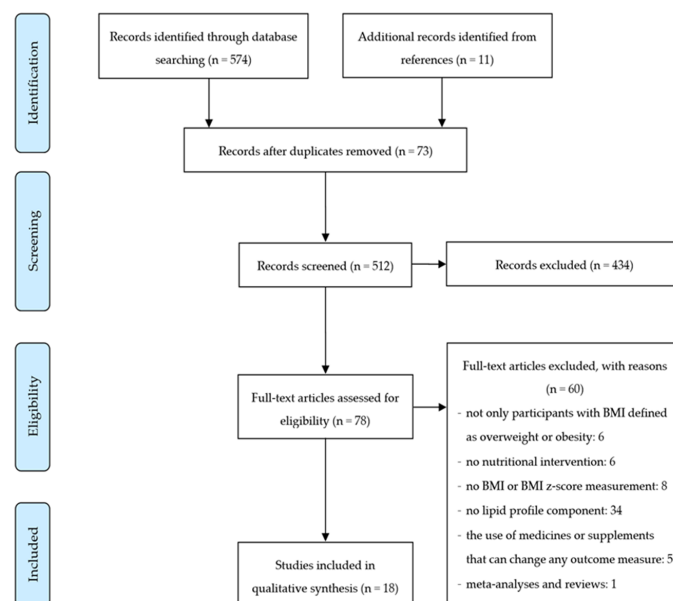 Identification
Records identified through database
searching (n = 574)
Additional records identified from
references (n = 11)
Records after duplicates removed (n = 73)
Screening
Records screened (n = 512)
Records excluded (n = 434)
Eligibility
Full-text articles assessed for
eligibility (n = 78)
Full-text articles excluded, with reasons
(n = 60)
- not only participants with BMI defined
as overweight or obesity: 6
- no nutritional intervention: 6
- no BMI or BMI z-score measurement: 8
- no lipid profile component: 34
- the use of medicines or supplements
that can change any outcome measure: 5
- meta-analyses and reviews: 1
Included
Studies included in
qualitative synthesis (n = 18)